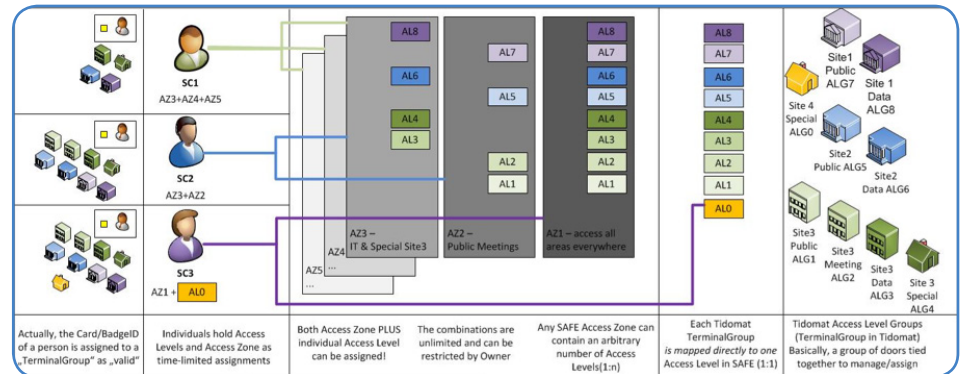 SC1
AZ3+AZ4+AZ5
SC2
AZ3+AZ2
SC3
AZ1 + AL0
AL8
AL6
AL4
AL3
AZ3 –
IT & Special Site3
AZ4
...
AZ5
...
AL7
AL5
AL2
AL1
AZ2 –
Public Meetings
AL8
AL7
AL6
AL5
AL4
AL3
AL2
AL1
AZ1 – access all
areas everywhere
AL8
AL7
AL6
AL5
AL4
AL3
AL2
AL1
AL0
Site1
Public
ALG7
Site 1
Data
ALG8
Site 4
Special
ALG0
Site2
Public ALG5
Site2
Data ALG6
Site3
Public
ALG1
Site3
Meeting
ALG2
Site3
Data
ALG3
Site 3
Special
ALG4
Actually, the Card/BadgeID
of a person is assigned to a
„TerminalGroup“ as „valid“
Individuals hold Access
Levels and Access Zone as
time-limited assignments
Both Access Zone PLUS
individual Access Level
can be assigned!
The combinations are
unlimited and can be
restricted by Owner
Any SAFE Access Zone can
contain an arbitrary
number of Access
Levels(1:n)
Each Tidomat
TerminalGroup
is mapped directly to one
Access Level in SAFE (1:1)
Tidomat Access Level Groups
(TerminalGroup in Tidomat)
Basically, a group of doors tied
together to manage/assign